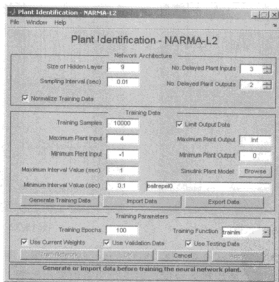 Plant Identification - NARMA-L2
File Window Help
Plant Identification - NARMA-L2
Network Architecture
Size of Hidden Layer 9 No. Delayed Plant Inputs 3
Sampling Interval (sec) 0.01 No. Delayed Plant Outputs 2
Normalize Training Data
Training Data
Training Samples 10000 Limit Output Data
Maximum Plant Input 4 Maximum Plant Output Inf
Minimum Plant Input -1 Minimum Plant Output 0
Maximum Interval Value (sec) 1 Simulink Plant Model: Browse
Minimum Interval Value (sec) 0.1 ballrepel0
Generate Training Data Import Data Export Data
Training Parameters
Training Epochs 100 Training Function trainlm
Use Current Weights Use Validation Data Use Testing Data
Cancel
Generate or import data before training the neural network plant.